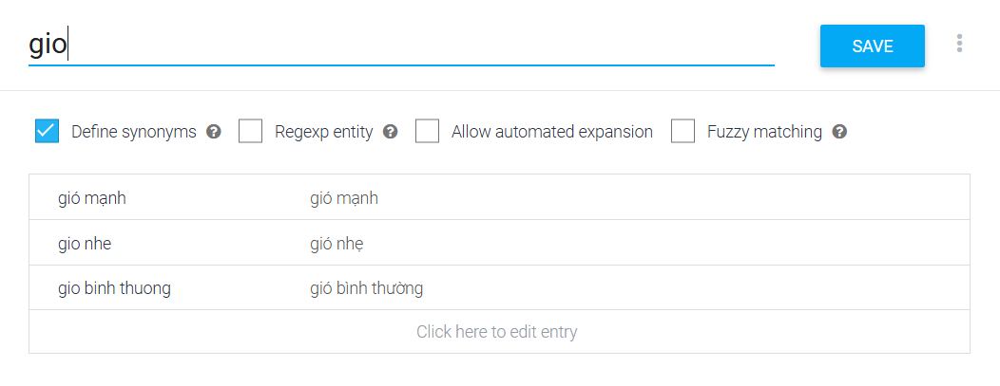 gio
SAVE
Define synonyms ? Regexp entity ? Allow automated expansion Fuzzy matching ?
gió mạnh gió mạnh
gio nhe gió nhẹ
gio binh thuong gió bình thường
Click here to edit entry